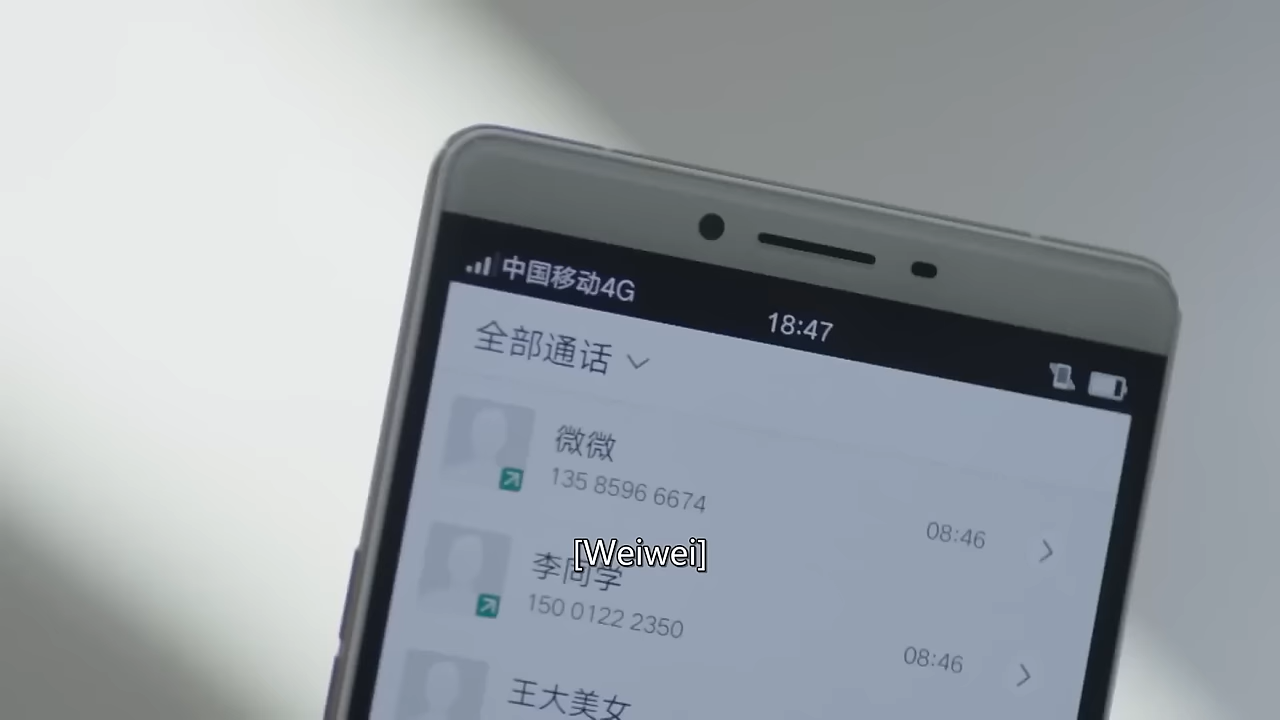 中国移动4G
18:47
全部通话
微微
135 8596 6674
08:46
[Weiwei]
李同学
150 0122 2350
08:46
王大美女